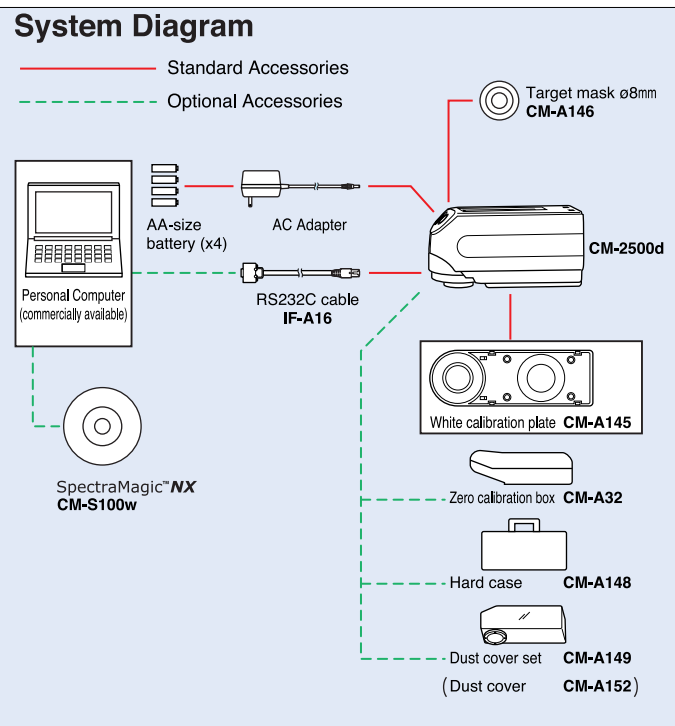 System Diagram
Standard Accessories
Optional Accessories
Target mask ø8mm
CM-A146
AA-size
battery (x4)
AC Adapter
CM-2500d
Personal Computer
(commercially available)
RS232C cable
IF-A16
White calibration plate CM-A145
SpectraMagic™ NX
CM-S100w
Zero calibration box CM-A32
Hard case CM-A148
Dust cover set CM-A149
(Dust cover CM-A152)